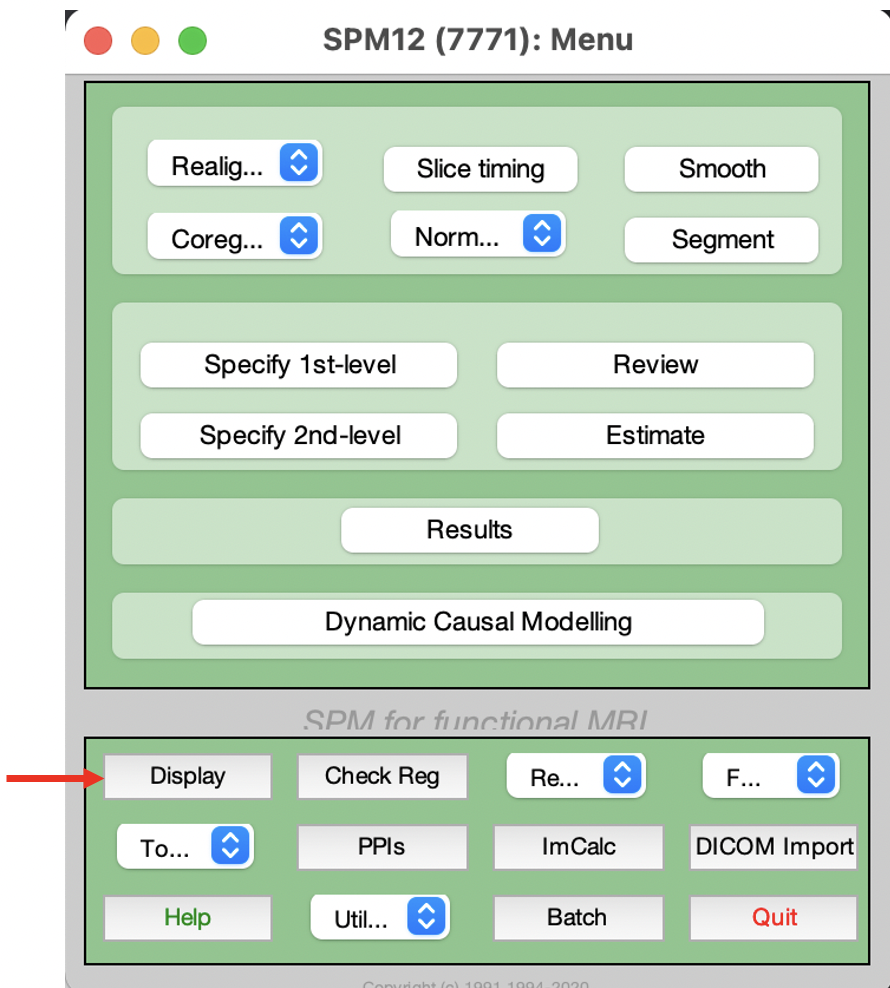 SPM12 (7771): Menu
Realig... Slice timing Smooth
Coreg... Norm... Segment
Specify 1st-level Review
Specify 2nd-level Estimate
Results
Dynamic Causal Modelling
SPM for functional MRI
Display Check Reg Re... F...
To... PPIs ImCalc DICOM Import
Help Util... Batch Quit
Copyright (c) 1991,1994-2020